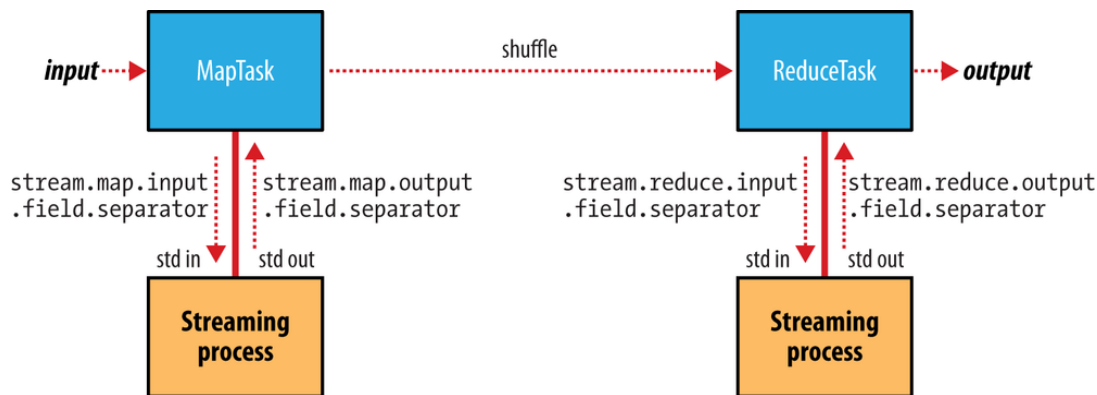 input
MapTask
shuffle
ReduceTask
output
stream.map.input
.field.separator
stream.map.output
.field.separator
stream.reduce.input
.field.separator
stream.reduce.output
.field.separator
std in
std out
std in
std out
Streaming
process
Streaming
process